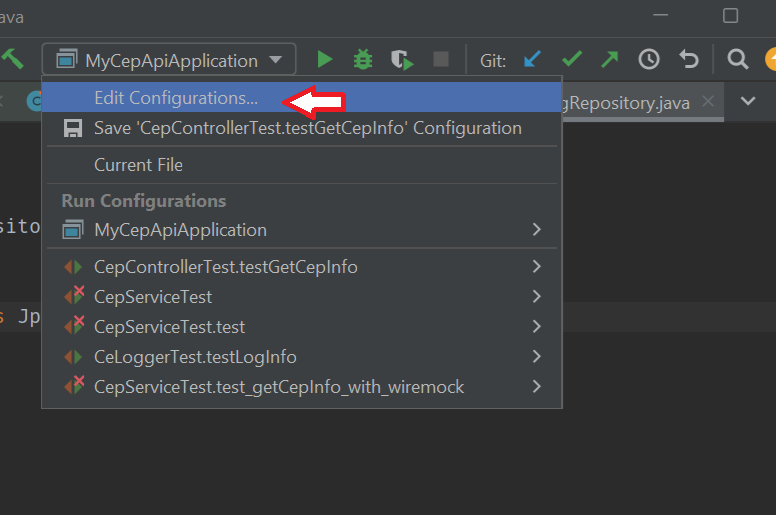 ava
MyCepApiApplication
Git:
Edit Configurations...
gRepository.java
Save 'CepControllerTest.testGetCepInfo' Configuration
Current File
Run Configurations
sito
MyCepApiApplication
CepControllerTest.testGetCepInfo
CepServiceTest
s Jp
CepServiceTest.test
CeLoggerTest.testLogInfo
CepServiceTest.test_getCepInfo_with_wiremock